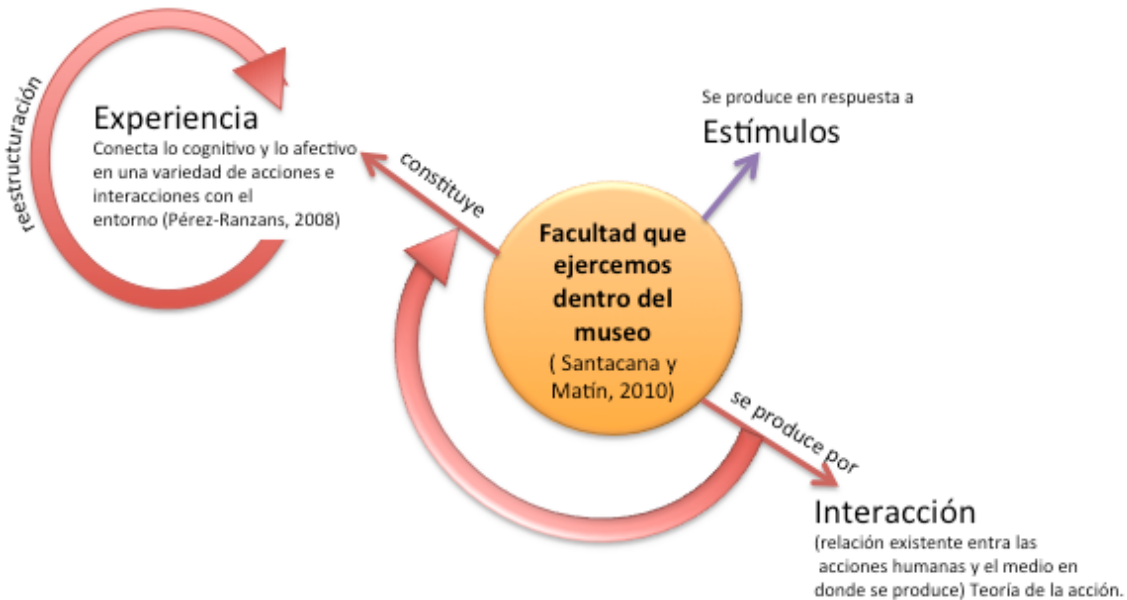 reestructuración
Experiencia
Conecta lo cognitivo y lo afectivo
en una variedad de acciones e
interacciones con el
entorno (Pérez-Ranzans, 2008)
constituye
Se produce en respuesta a
Estímulos
Facultad que
ejercemos
dentro del
museo
( Santacana y
Matín, 2010)
se produce por
Interacción
(relación existente entra las
acciones humanas y el medio en
donde se produce) Teoría de la acción.